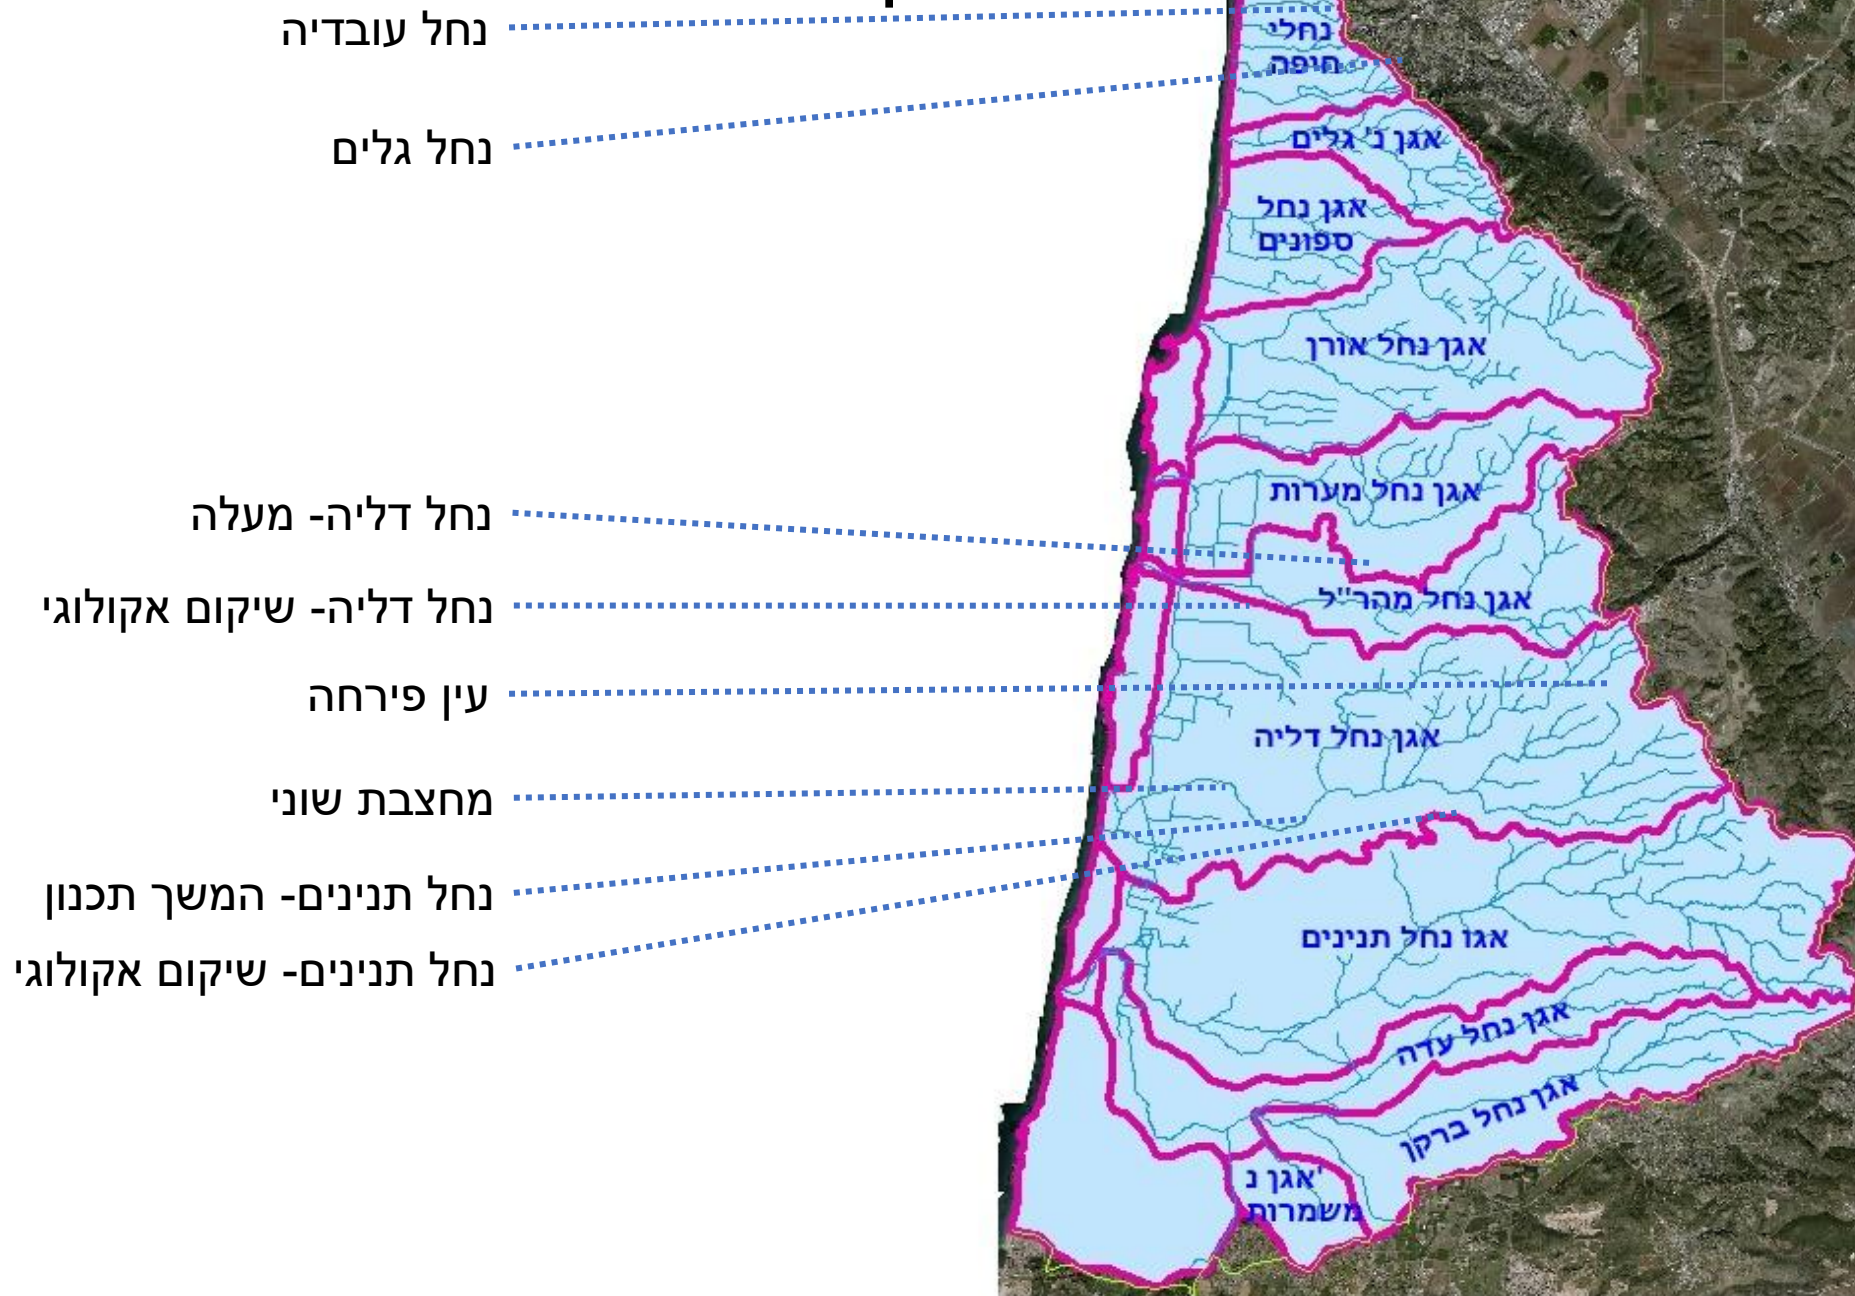 נחל עובדיה
נחל גלים
נחל דליה- מעלה
נחל דליה- שיקום אקולוגי
עין פירחה
מחצבת שוני
נחל תנינים- המשך תכנון
נחל תנינים- שיקום אקולוגי
נחלי
חיפה
אגן נ' גלים
אגן נחל
ספונים
אגן נחל אורן
אגן נחל מערות
אגן נחל מהר''ל
אגן נחל דליה
אגו נחל תנינים
אגן נחל עדה
אגן נחל ברקן
'אגן נ
משמרות